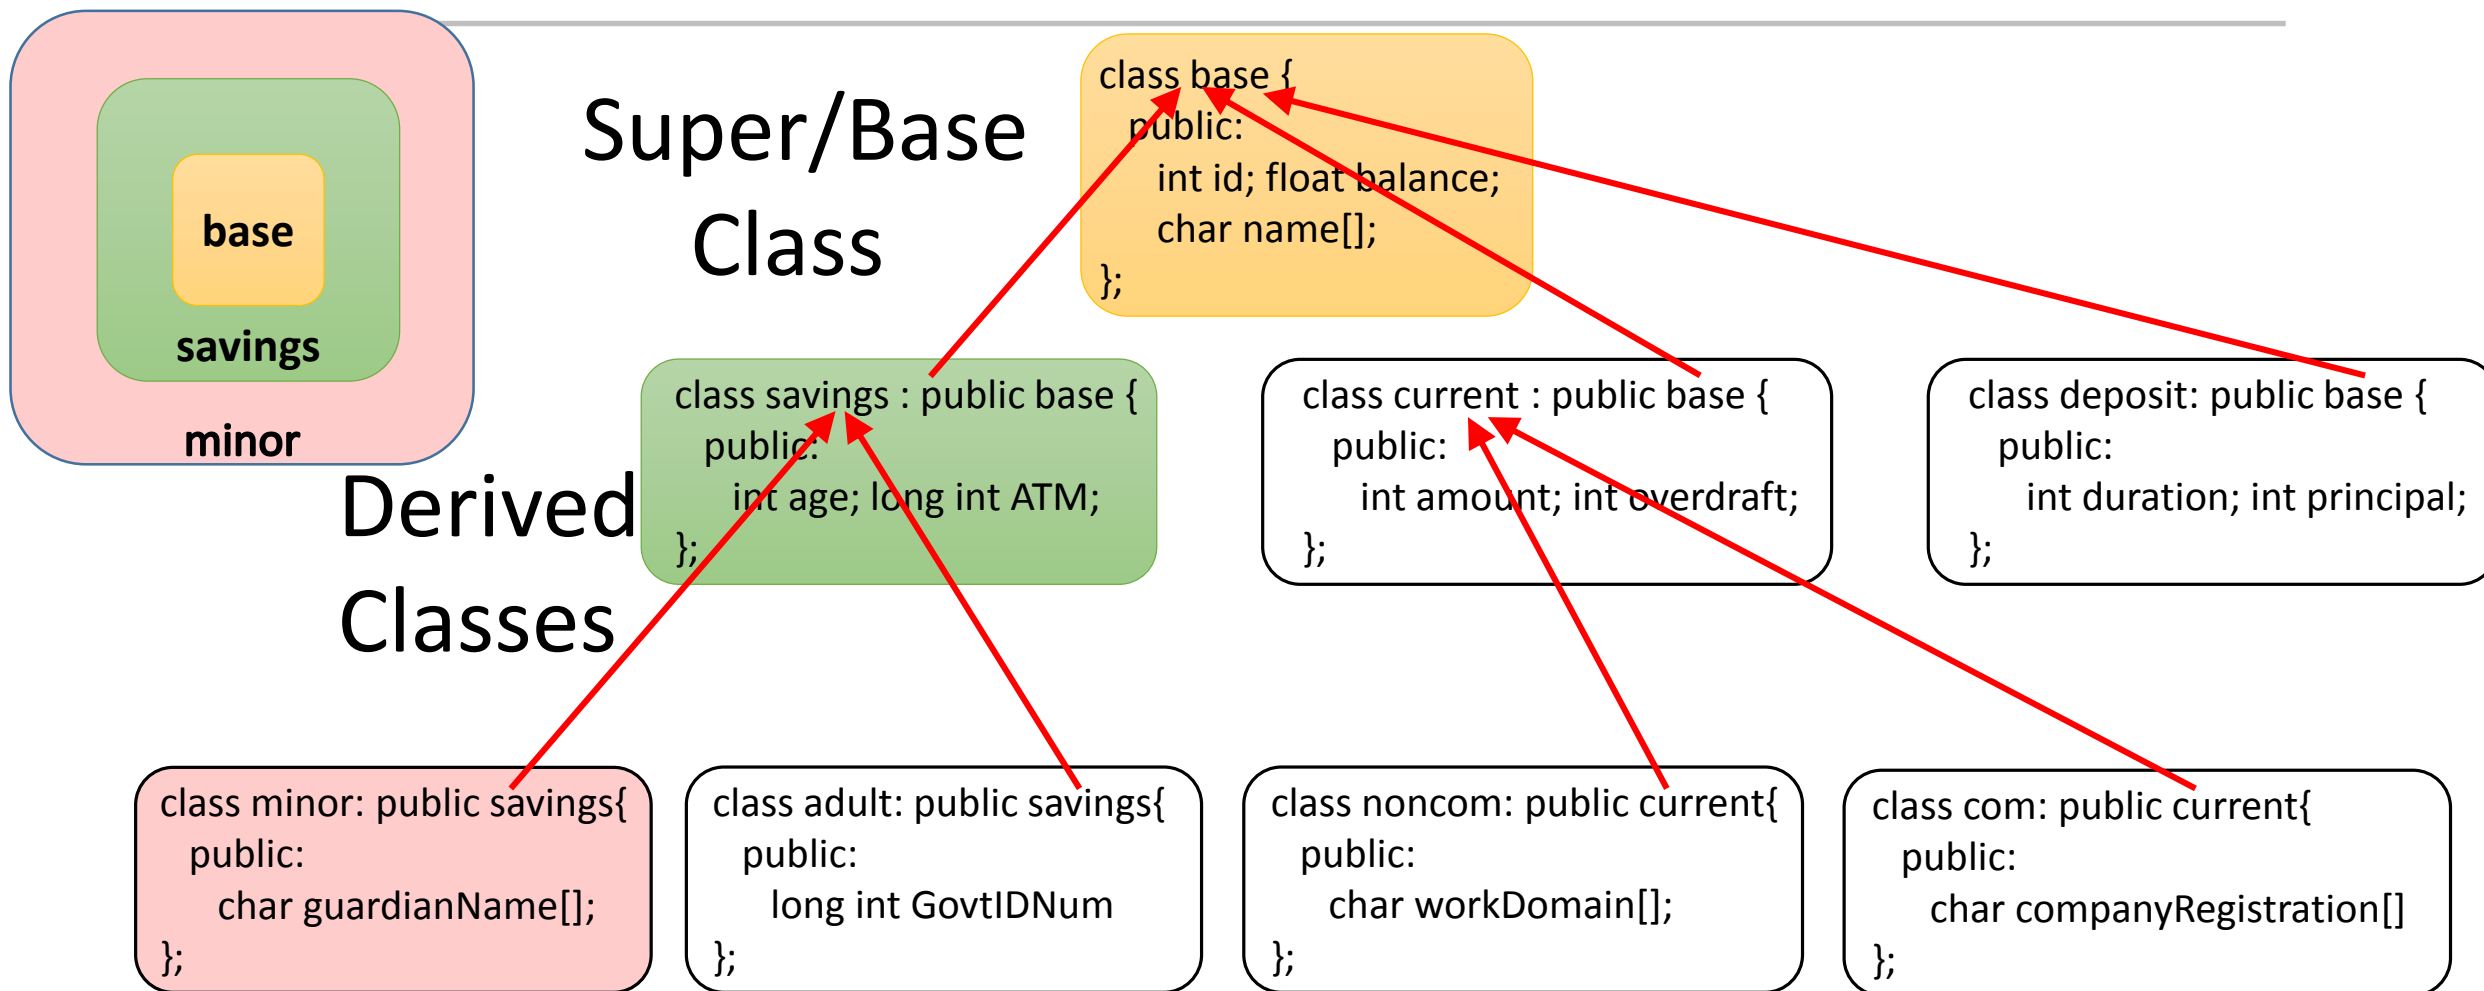 base
savings
minor
Super/Base
Class
class base {
public:
int id; float balance;
char name[];
};
Derived
Classes
class savings : public base {
public:
int age; long int ATM;
};
class current : public base {
public:
int amount; int overdraft;
};
class deposit: public base {
public:
int duration; int principal;
};
class minor: public savings{
public:
char guardianName[];
};
class adult: public savings{
public:
long int GovtIDNum
};
class noncom: public current{
public:
char workDomain[];
};
class com: public current{
public:
char companyRegistration[]
};